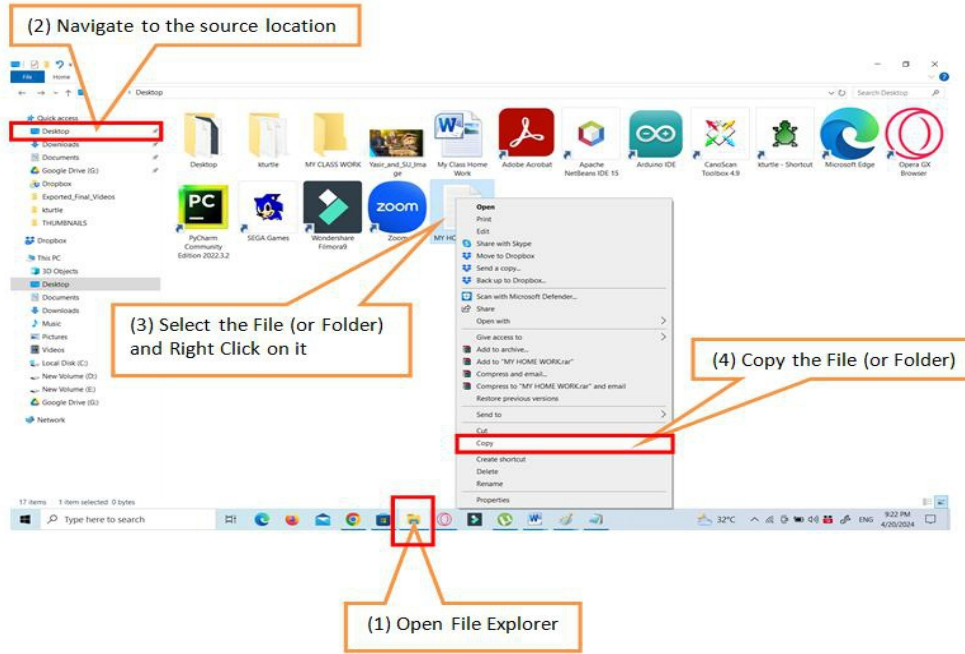 (2) Navigate to the source location
File
Home
Desktop
Search Desktop
Quick access
Desktop
Downloads
Documents
Google Drive (G:)
Dropbox
Exported_Final_Videos
kturtle
THUMBNAILS
Dropbox
This PC
3D Objects
Desktop
Documents
Downloads
Music
Pictures
Videos
Local Disk (C:)
New Volume (D:)
New Volume (E:)
Google Drive (G:)
Network
Desktop
kturtle
MY CLASS WORK
Yasir_and_SU_Ima
ge
My Class Home
Work
Adobe Acrobat
Apache
NetBeans IDE 15
Arduino IDE
CanoScan
Toolbox 4.9
kturtle - Shortcut
Microsoft Edge
Opera GX
Browser
PC
PyCharm
Community
Edition 2022.3.2
SEGA Games
Wondershare
Filmora9
zoom
Zoom
MY HO
Open
Print
Edit
Share with Skype
Move to Dropbox
Send a copy...
Back up to Dropbox...
Scan with Microsoft Defender...
Share
Open with
Give access to
Add to archive...
Add to "MY HOME WORK.rar"
Compress and email...
Compress to "MY HOME WORK.rar" and email
Restore previous versions
Send to
Cut
Copy
Create shortcut
Delete
Rename
Properties
(3) Select the File (or Folder)
and Right Click on it
(4) Copy the File (or Folder)
17 items 1 item selected 0 bytes
Type here to search
32°C
ENG
9:22 PM
4/20/2024
(1) Open File Explorer